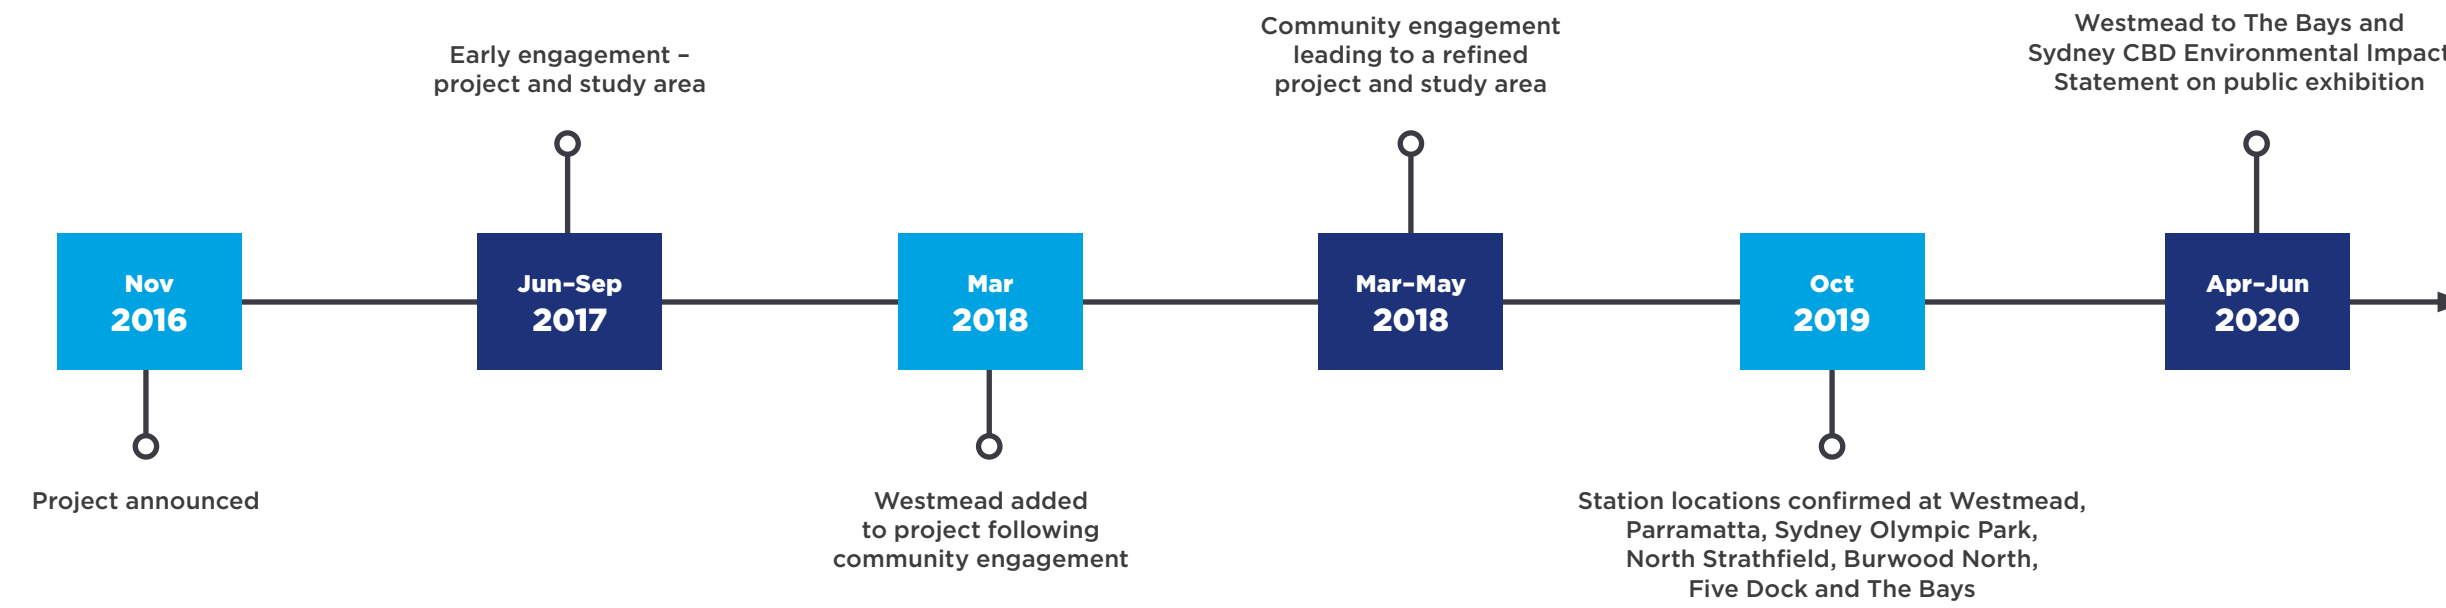 Early engagement –
project and study area
Community engagement
leading to a refined
project and study area
Westmead to The Bays and
Sydney CBD Environmental Impact
Statement on public exhibition
Nov
2016
Jun–Sep
2017
Mar
2018
Mar–May
2018
Oct
2019
Apr–Jun
2020
Project announced
Westmead added
to project following
community engagement
Station locations confirmed at Westmead,
Parramatta, Sydney Olympic Park,
North Strathfield, Burwood North,
Five Dock and The Bays